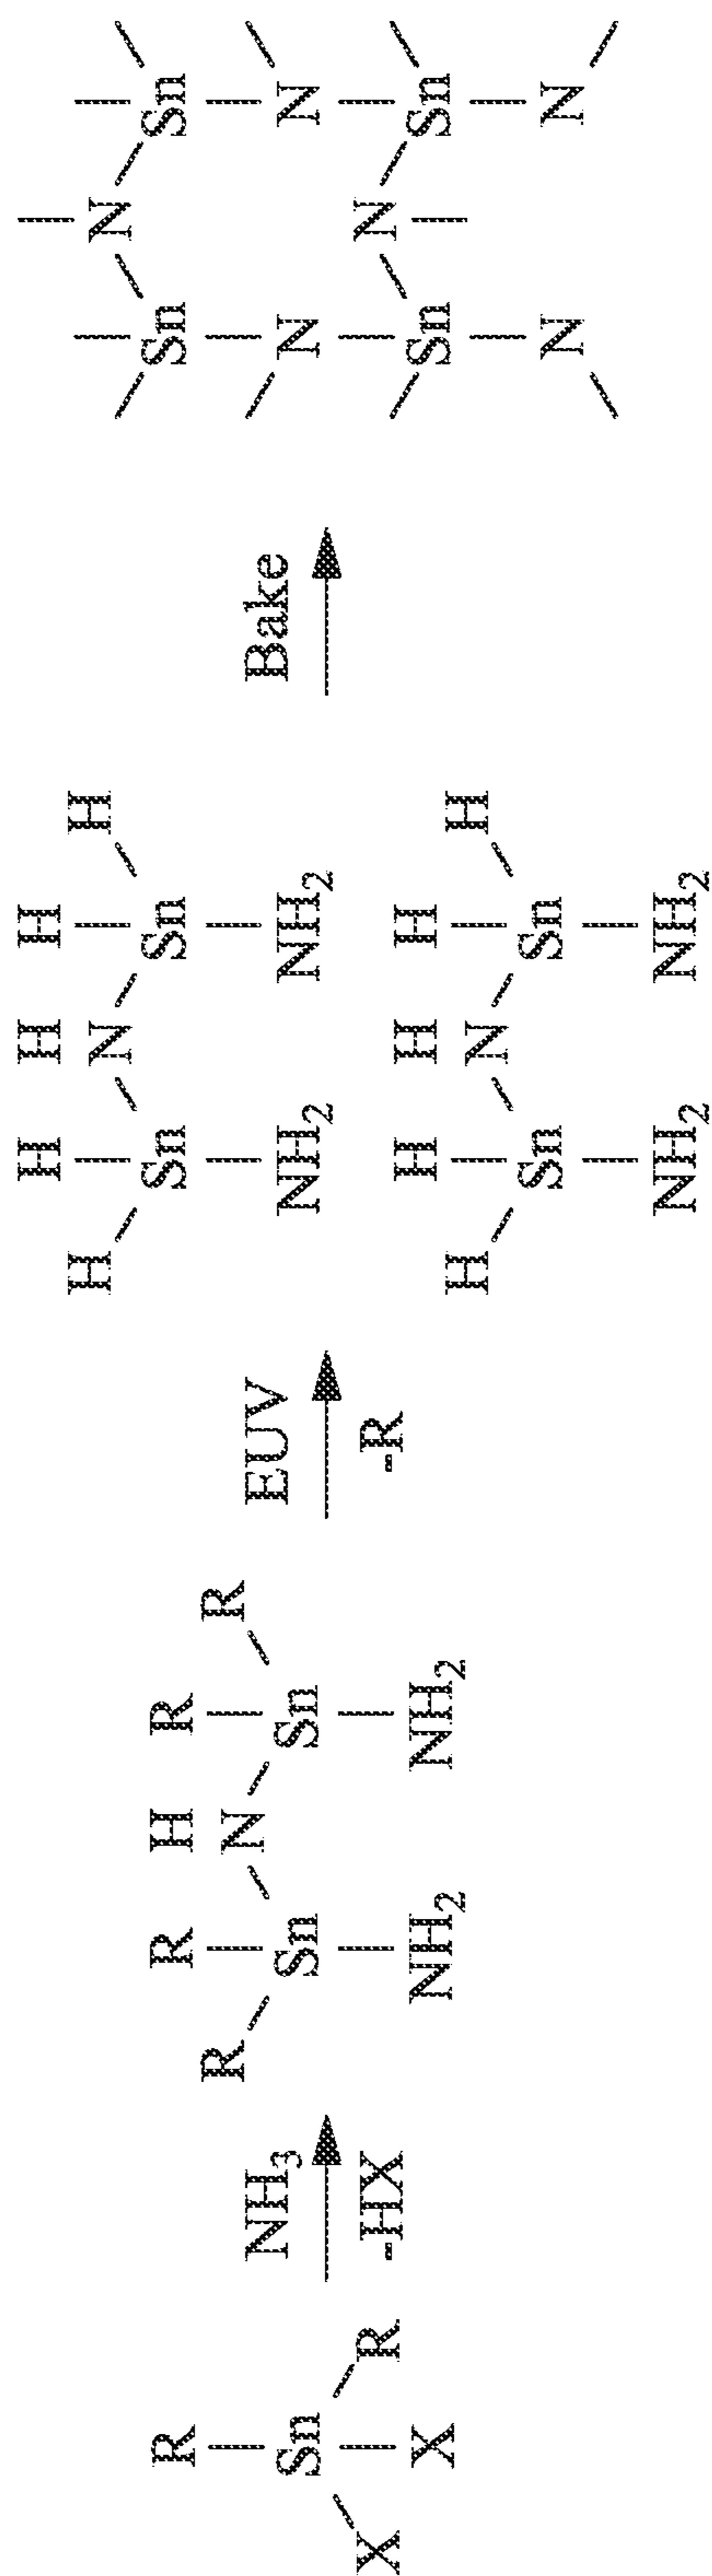 R
Sn
X R
X
NH₃
-HX
R H R
R N R
Sn Sn
NH₂ NH₂
EUV
-R
H H H
H N H
Sn Sn
NH₂ NH₂
H H H
H N H
Sn Sn
NH₂ NH₂
Bake
N
Sn Sn
N N
N
Sn Sn
N N